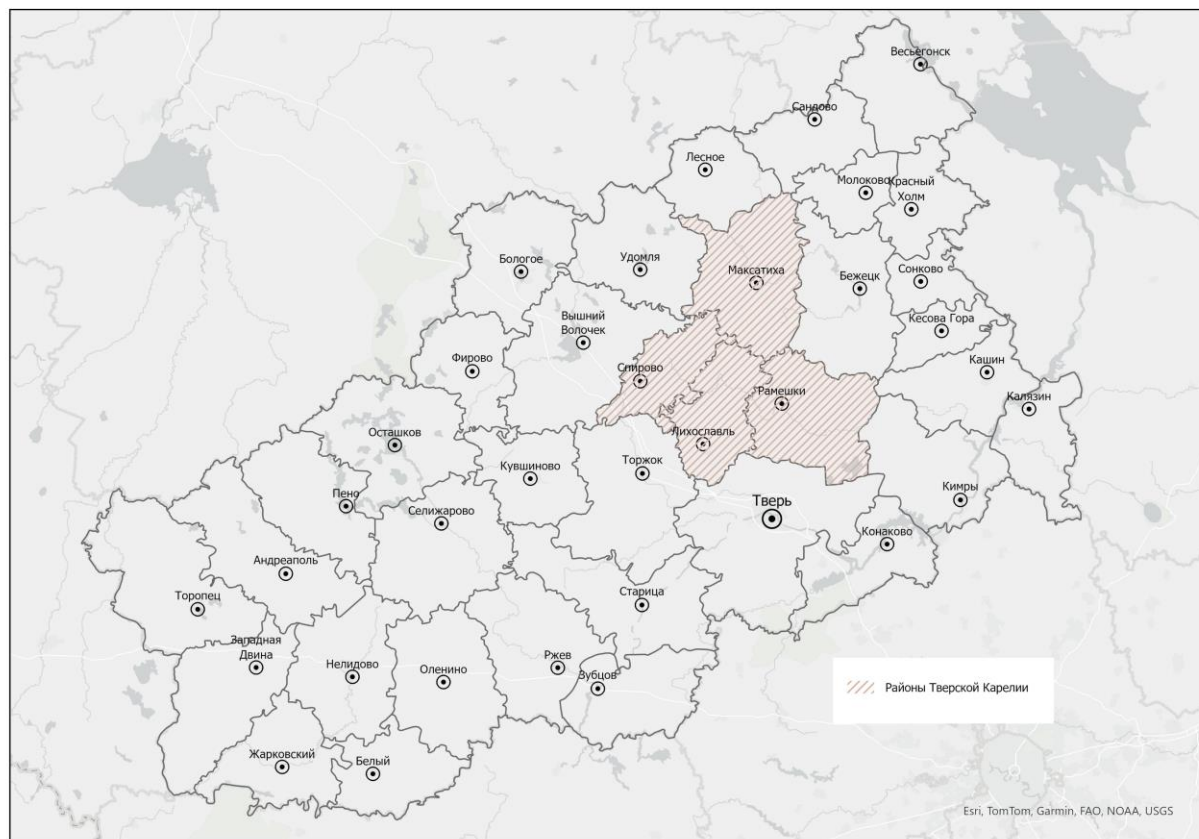 Весьегонск
Сандово
Лесное
Молоково
Красный
Холм
Удомля
Бологое
Максатиха
Бежецк
Сонково
Вышний
Волочек
Кесова Гора
Фирово
Спирово
Рамешки
Кашин
Калязин
Осташков
Лихославль
Кувшиново
Торжок
Пено
Селижарово
Тверь
Кимры
Конаково
Андреаполь
Торопец
Старица
Западная
Двина
Нелидово
Оленино
Ржев
Зубцов
Районы Тверской Карелии
Жарковский
Белый
Esri, TomTom, Garmin, FAO, NOAA, USGS